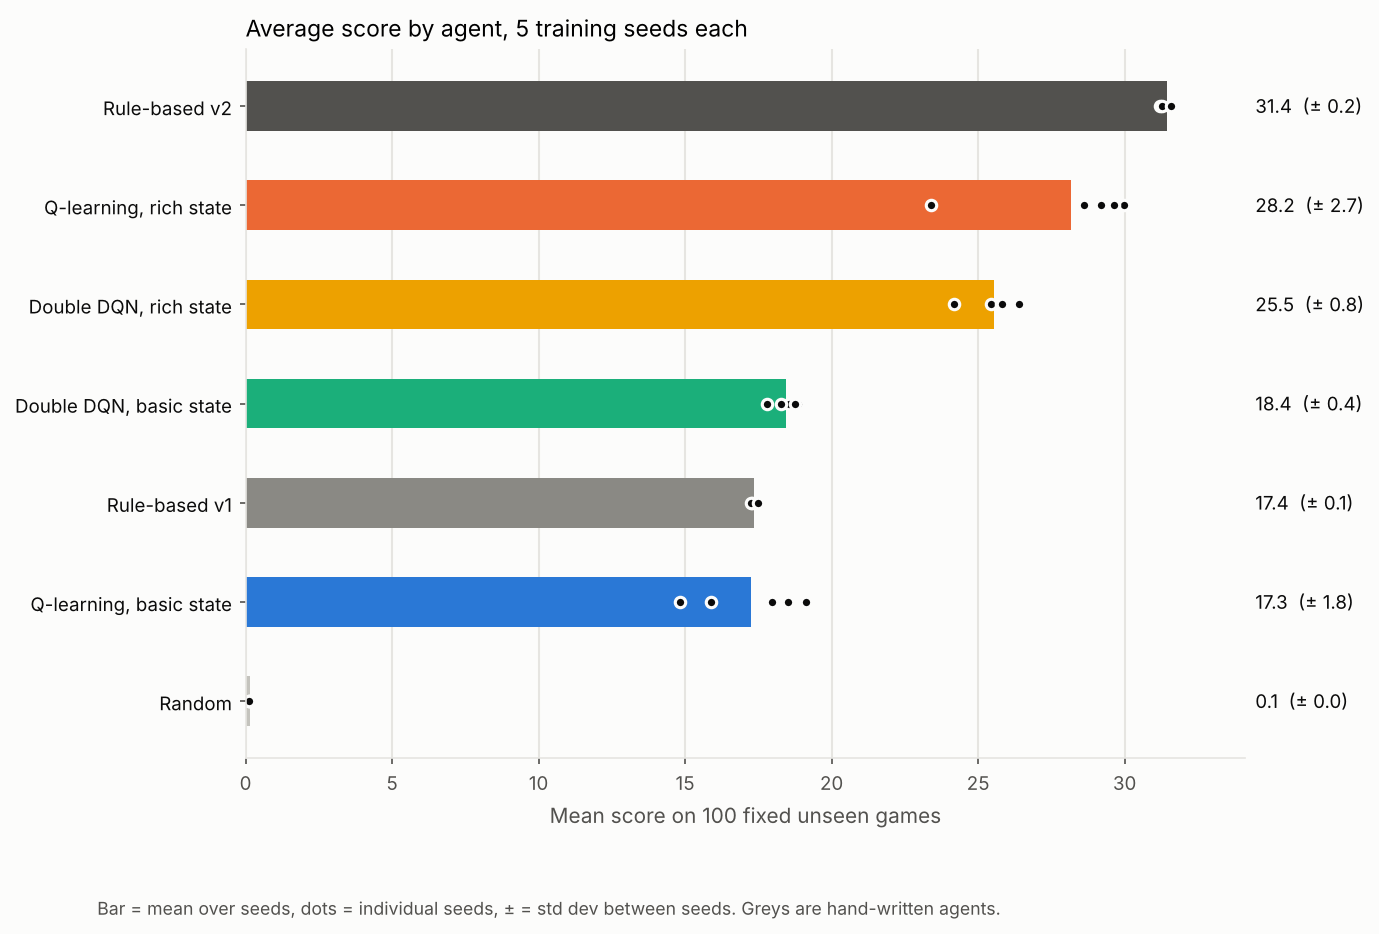 Average score by agent, 5 training seeds each
Rule-based v2 31.4 (± 0.2)
Q-learning, rich state 28.2 (± 2.7)
Double DQN, rich state 25.5 (± 0.8)
Double DQN, basic state 18.4 (± 0.4)
Rule-based v1 17.4 (± 0.1)
Q-learning, basic state 17.3 (± 1.8)
Random 0.1 (± 0.0)
0 5 10 15 20 25 30
Mean score on 100 fixed unseen games
Bar = mean over seeds, dots = individual seeds, ± = std dev between seeds. Greys are hand-written agents.